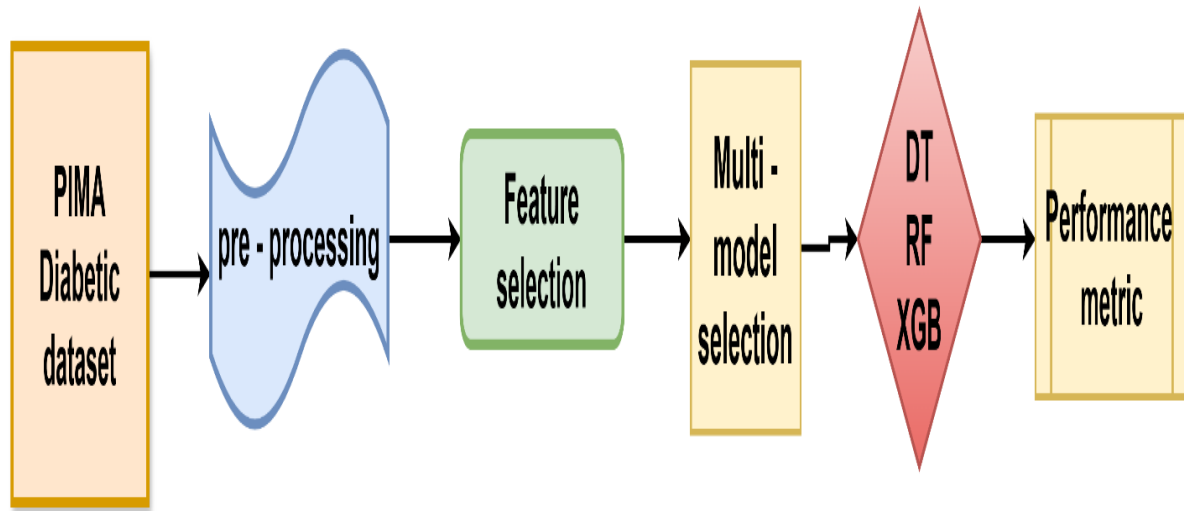 PIMA
Diabetic
dataset
pre - processing
Feature
selection
Multi -
model
selection
DT
RF
XGB
Performance
metric